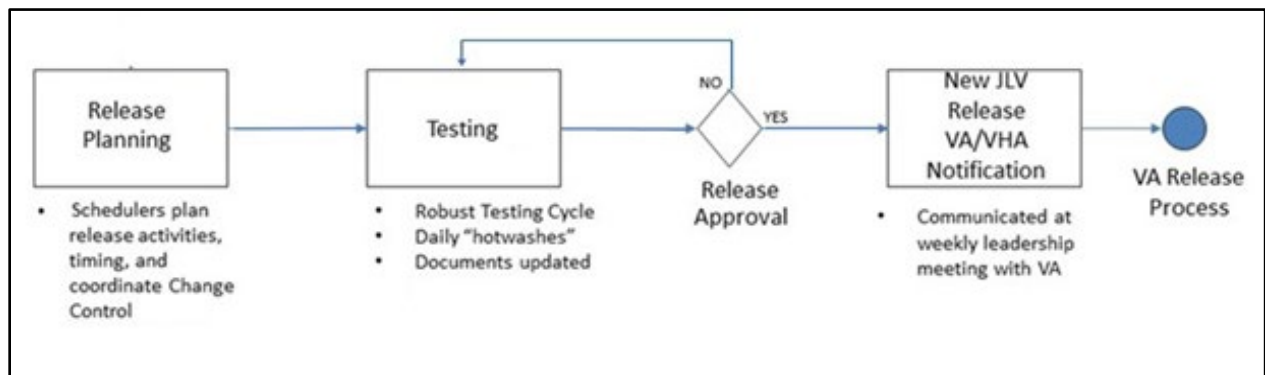 Release
Planning
• Schedulers plan
release activities,
timing, and
coordinate Change
Control
Testing
• Robust Testing Cycle
• Daily “hotwashes”
• Documents updated
NO
YES
Release
Approval
New JLV
Release
VA/VHA
Notification
• Communicated at
weekly leadership
meeting with VA
VA Release
Process